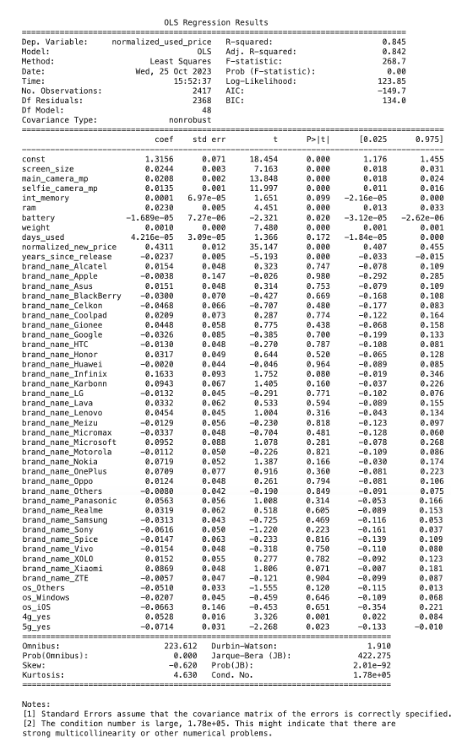 OLS Regression Results
Dep. Variable: normalized_used_price R-squared: 0.845
Model: OLS Adj. R-squared: 0.842
Method: Least Squares F-statistic: 268.7
Date: Wed, 25 Oct 2023 Prob (F-statistic): 0.00
Time: 15:52:37 Log-Likelihood: 123.85
No. Observations: 2417 AIC: -149.7
Df Residuals: 2368 BIC: 134.0
Df Model: 48
Covariance Type: nonrobust
coef std err t P>|t| [0.025 0.975]
const 1.3156 0.071 18.454 0.000 1.176 1.455
screen_size 0.0244 0.003 7.163 0.000 0.018 0.031
main_camera_mp 0.0208 0.002 13.848 0.000 0.018 0.024
selfie_camera_mp 0.0135 0.001 11.997 0.000 0.011 0.016
int_memory 0.0001 6.97e-05 1.651 0.099 -2.16e-05 0.000
ram 0.0230 0.005 4.451 0.000 0.013 0.033
battery -1.689e-05 7.27e-06 -2.321 0.020 -3.12e-05 -2.62e-06
weight 0.0010 0.000 7.480 0.000 0.001 0.001
days_used 4.216e-05 3.09e-05 1.366 0.172 -1.84e-05 0.000
normalized_new_price 0.4311 0.012 35.147 0.000 0.407 0.455
years_since_release -0.0237 0.005 -5.193 0.000 -0.033 -0.015
brand_name_Alcatel 0.0154 0.048 0.323 0.747 -0.078 0.109
brand_name_Apple -0.0038 0.147 -0.026 0.980 -0.292 0.285
brand_name_Asus 0.0151 0.048 0.314 0.753 -0.079 0.109
brand_name_BlackBerry -0.0300 0.070 -0.427 0.669 -0.168 0.108
brand_name_Celkon -0.0468 0.066 -0.707 0.480 -0.177 0.083
brand_name_Coolpad 0.0209 0.073 0.287 0.774 -0.122 0.164
brand_name_Gionee 0.0448 0.058 0.775 0.438 -0.068 0.158
brand_name_Google -0.0326 0.085 -0.385 0.700 -0.199 0.133
brand_name_HTC -0.0130 0.048 -0.270 0.787 -0.108 0.081
brand_name_Honor 0.0317 0.049 0.644 0.520 -0.065 0.128
brand_name_Huawei -0.0020 0.044 -0.046 0.964 -0.089 0.085
brand_name_Infinix 0.1633 0.093 1.752 0.080 -0.019 0.346
brand_name_Karbonn 0.0943 0.067 1.405 0.160 -0.037 0.226
brand_name_LG -0.0132 0.045 -0.291 0.771 -0.102 0.076
brand_name_Lava 0.0332 0.062 0.533 0.594 -0.089 0.155
brand_name_Lenovo 0.0454 0.045 1.004 0.316 -0.043 0.134
brand_name_Meizu -0.0129 0.056 -0.230 0.818 -0.123 0.097
brand_name_Micromax -0.0337 0.048 -0.704 0.481 -0.128 0.060
brand_name_Microsoft 0.0952 0.088 1.078 0.281 -0.078 0.268
brand_name_Motorola -0.0112 0.050 -0.226 0.821 -0.109 0.086
brand_name_Nokia 0.0719 0.052 1.387 0.166 -0.030 0.174
brand_name_OnePlus 0.0709 0.077 0.916 0.360 -0.081 0.223
brand_name_Oppo 0.0124 0.048 0.261 0.794 -0.081 0.106
brand_name_Others -0.0080 0.042 -0.190 0.849 -0.091 0.075
brand_name_Panasonic 0.0563 0.056 1.008 0.314 -0.053 0.166
brand_name_Realme 0.0319 0.062 0.518 0.605 -0.089 0.153
brand_name_Samsung -0.0313 0.043 -0.725 0.469 -0.116 0.053
brand_name_Sony -0.0616 0.050 -1.220 0.223 -0.161 0.037
brand_name_Spice -0.0147 0.063 -0.233 0.816 -0.139 0.109
brand_name_Vivo -0.0154 0.048 -0.318 0.750 -0.110 0.080
brand_name_XOLO 0.0152 0.055 0.277 0.782 -0.092 0.123
brand_name_Xiaomi 0.0869 0.048 1.806 0.071 -0.007 0.181
brand_name_ZTE -0.0057 0.047 -0.121 0.904 -0.099 0.087
os_Others -0.0510 0.033 -1.555 0.120 -0.115 0.013
os_Windows -0.0207 0.045 -0.459 0.646 -0.109 0.068
os_iOS -0.0663 0.146 -0.453 0.651 -0.354 0.221
4g_yes 0.0528 0.016 3.326 0.001 0.022 0.084
5g_yes -0.0714 0.031 -2.268 0.023 -0.133 -0.010
Omnibus: 223.612 Durbin-Watson: 1.910
Prob(Omnibus): 0.000 Jarque-Bera (JB): 422.275
Skew: -0.620 Prob(JB): 2.01e-92
Kurtosis: 4.630 Cond. No. 1.78e+05
Notes:
[1] Standard Errors assume that the covariance matrix of the errors is correctly specified.
[2] The condition number is large, 1.78e+05. This might indicate that there are
strong multicollinearity or other numerical problems.